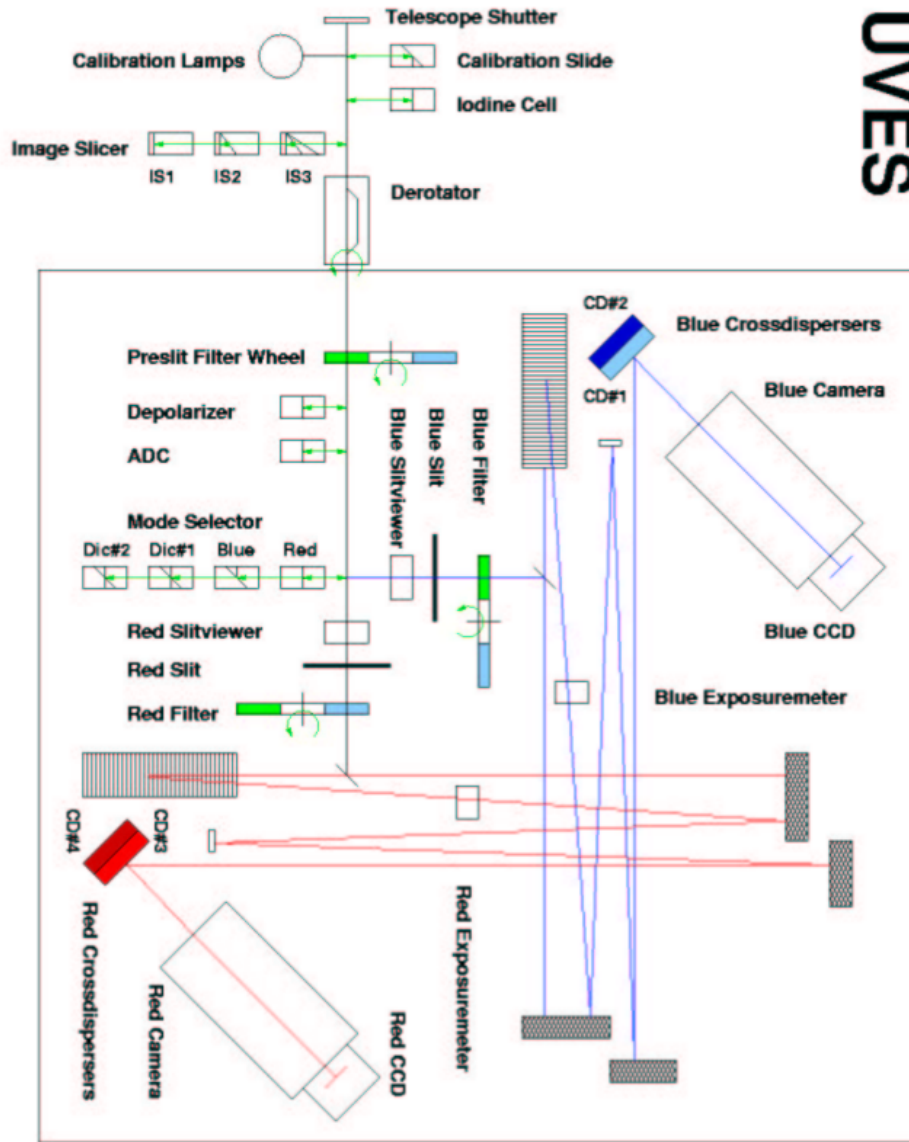 UVES
Telescope Shutter
Calibration Lamps
Calibration Slide
Iodine Cell
Image Slicer
IS1
IS2
IS3
Derotator
CD#2
Blue Crossdispersers
Preslit Filter Wheel
CD#1
Blue Camera
Depolarizer
ADC
Blue Slitviewer
Blue Slit
Blue Filter
Mode Selector
Dic#2
Dic#1
Blue
Red
Red Slitviewer
Blue CCD
Red Slit
Blue Exposuremeter
Red Filter
CD#4
CD#3
Red Crossdispersers
Red Camera
Red CCD
Red Exposuremeter